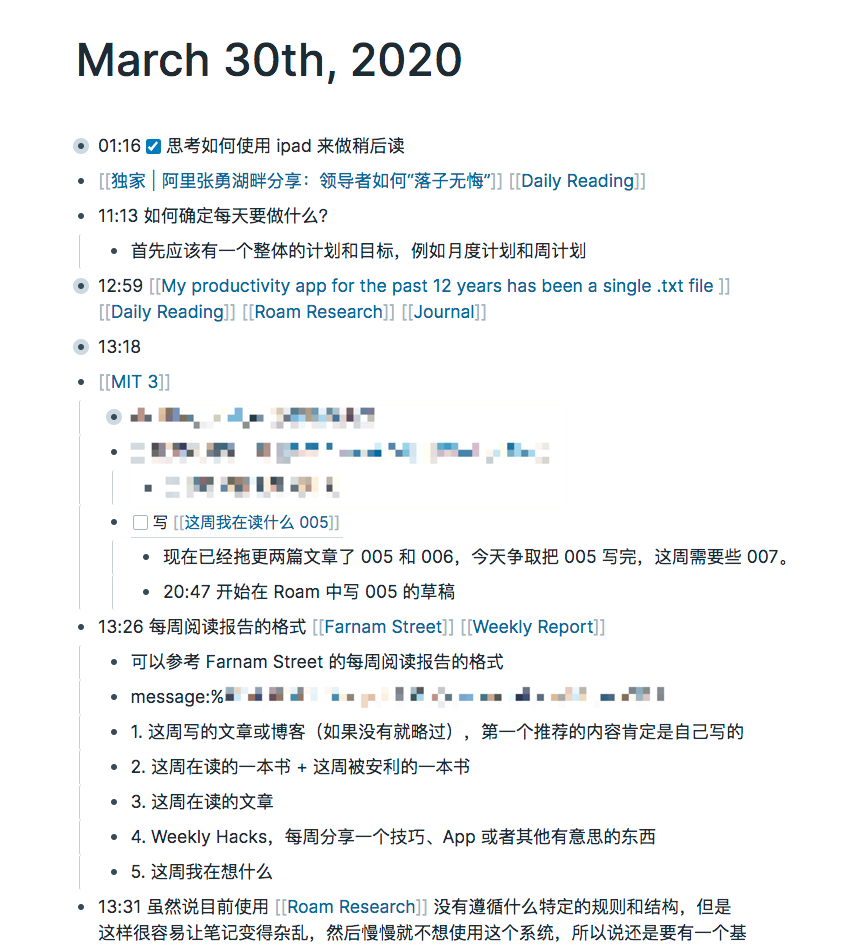 March 30th, 2020
01:16 思考如何使用 ipad 来做稍后读
[[独家 | 阿里张勇湖畔分享：领导者如何“落子无悔”]] [[Daily Reading]]
11:13 如何确定每天要做什么?
首先应该有一个整体的计划和目标，例如月度计划和周计划
12:59 [[My productivity app for the past 12 years has been a single .txt file ]]
[[Daily Reading]] [[Roam Research]] [[Journal]]
13:18
[[MIT 3]]
写 [[这周我在读什么 005]]
现在已经拖更两篇文章了 005 和 006，今天争取把 005 写完，这周需要些 007。
20:47 开始在 Roam 中写 005 的草稿
13:26 每周阅读报告的格式 [[Farnam Street]] [[Weekly Report]]
可以参考 Farnam Street 的每周阅读报告的格式
message:%
1. 这周写的文章或博客（如果没有就略过），第一个推荐的内容肯定是自己写的
2. 这周在读的一本书 + 这周被安利的一本书
3. 这周在读的文章
4. Weekly Hacks，每周分享一个技巧、App 或者其他有意思的东西
5. 这周我在想什么
13:31 虽然说目前使用 [[Roam Research]] 没有遵循什么特定的规则和结构，但是
这样很容易让笔记变得杂乱，然后慢慢就不想使用这个系统，所以说还是要有一个基